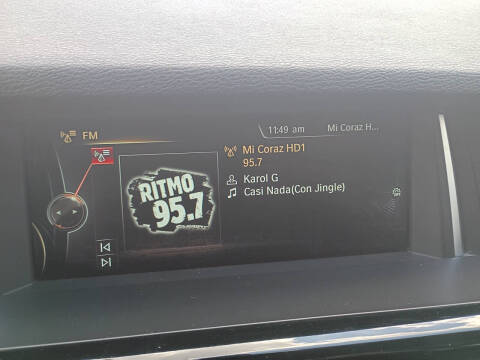 FM
11:49 am Mi Coraz H...
Mi Coraz HD1
95.7
Karol G
Casi Nada(Con Jingle)
RITMO
95.7